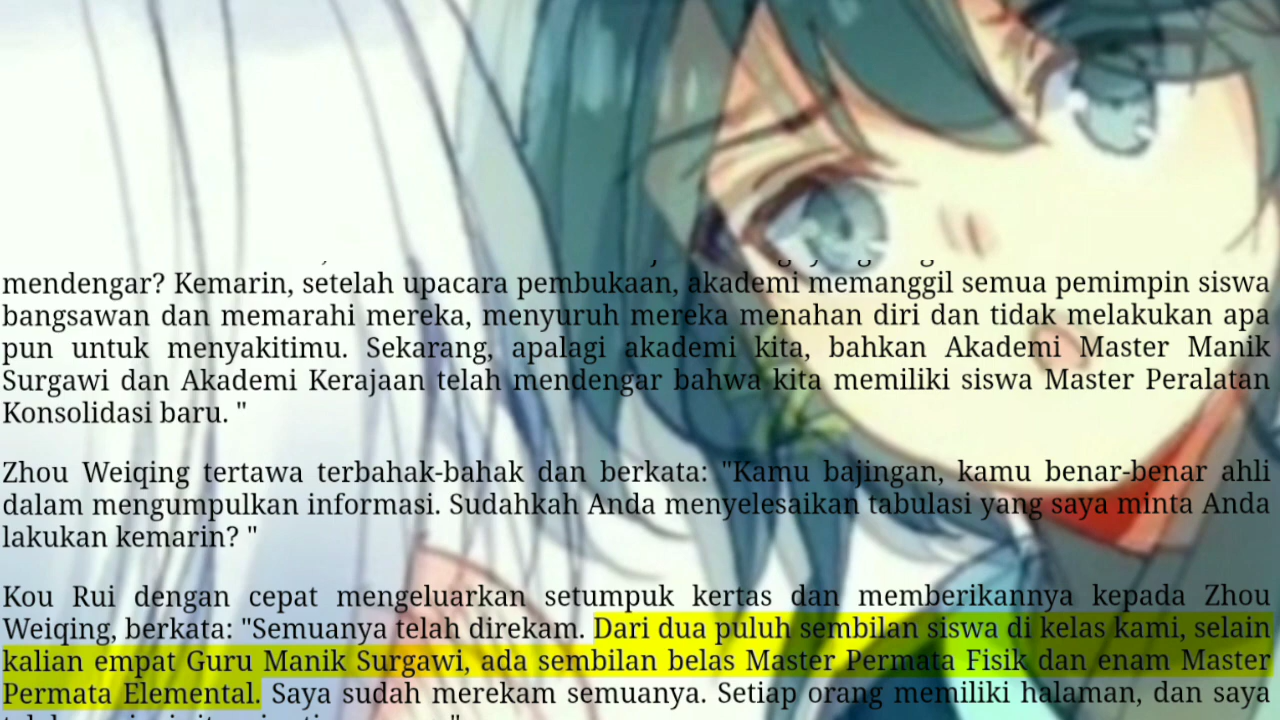 mendengar? Kemarin, setelah upacara pembukaan, akademi memanggil semua pemimpin siswa
bangsawan dan memarahi mereka, menyuruh mereka menahan diri dan tidak melakukan apa
pun untuk menyakitimu. Sekarang, apalagi akademi kita, bahkan Akademi Master Manik
Surgawi dan Akademi Kerajaan telah mendengar bahwa kita memiliki siswa Master Peralatan
Konsolidasi baru. "
Zhou Weiqing tertawa terbahak-bahak dan berkata: "Kamu bajingan, kamu benar-benar ahli
dalam mengumpulkan informasi. Sudahkah Anda menyelesaikan tabulasi yang saya minta Anda
lakukan kemarin? "
Kou Rui dengan cepat mengeluarkan setumpuk kertas dan memberikannya kepada Zhou
Weiqing, berkata: "Semuanya telah direkam. Dari dua puluh sembilan siswa di kelas kami, selain
kalian empat Guru Manik Surgawi, ada sembilan belas Master Permata Fisik dan enam Master
Permata Elemental. Saya sudah merekam semuanya. Setiap orang memiliki halaman, dan saya